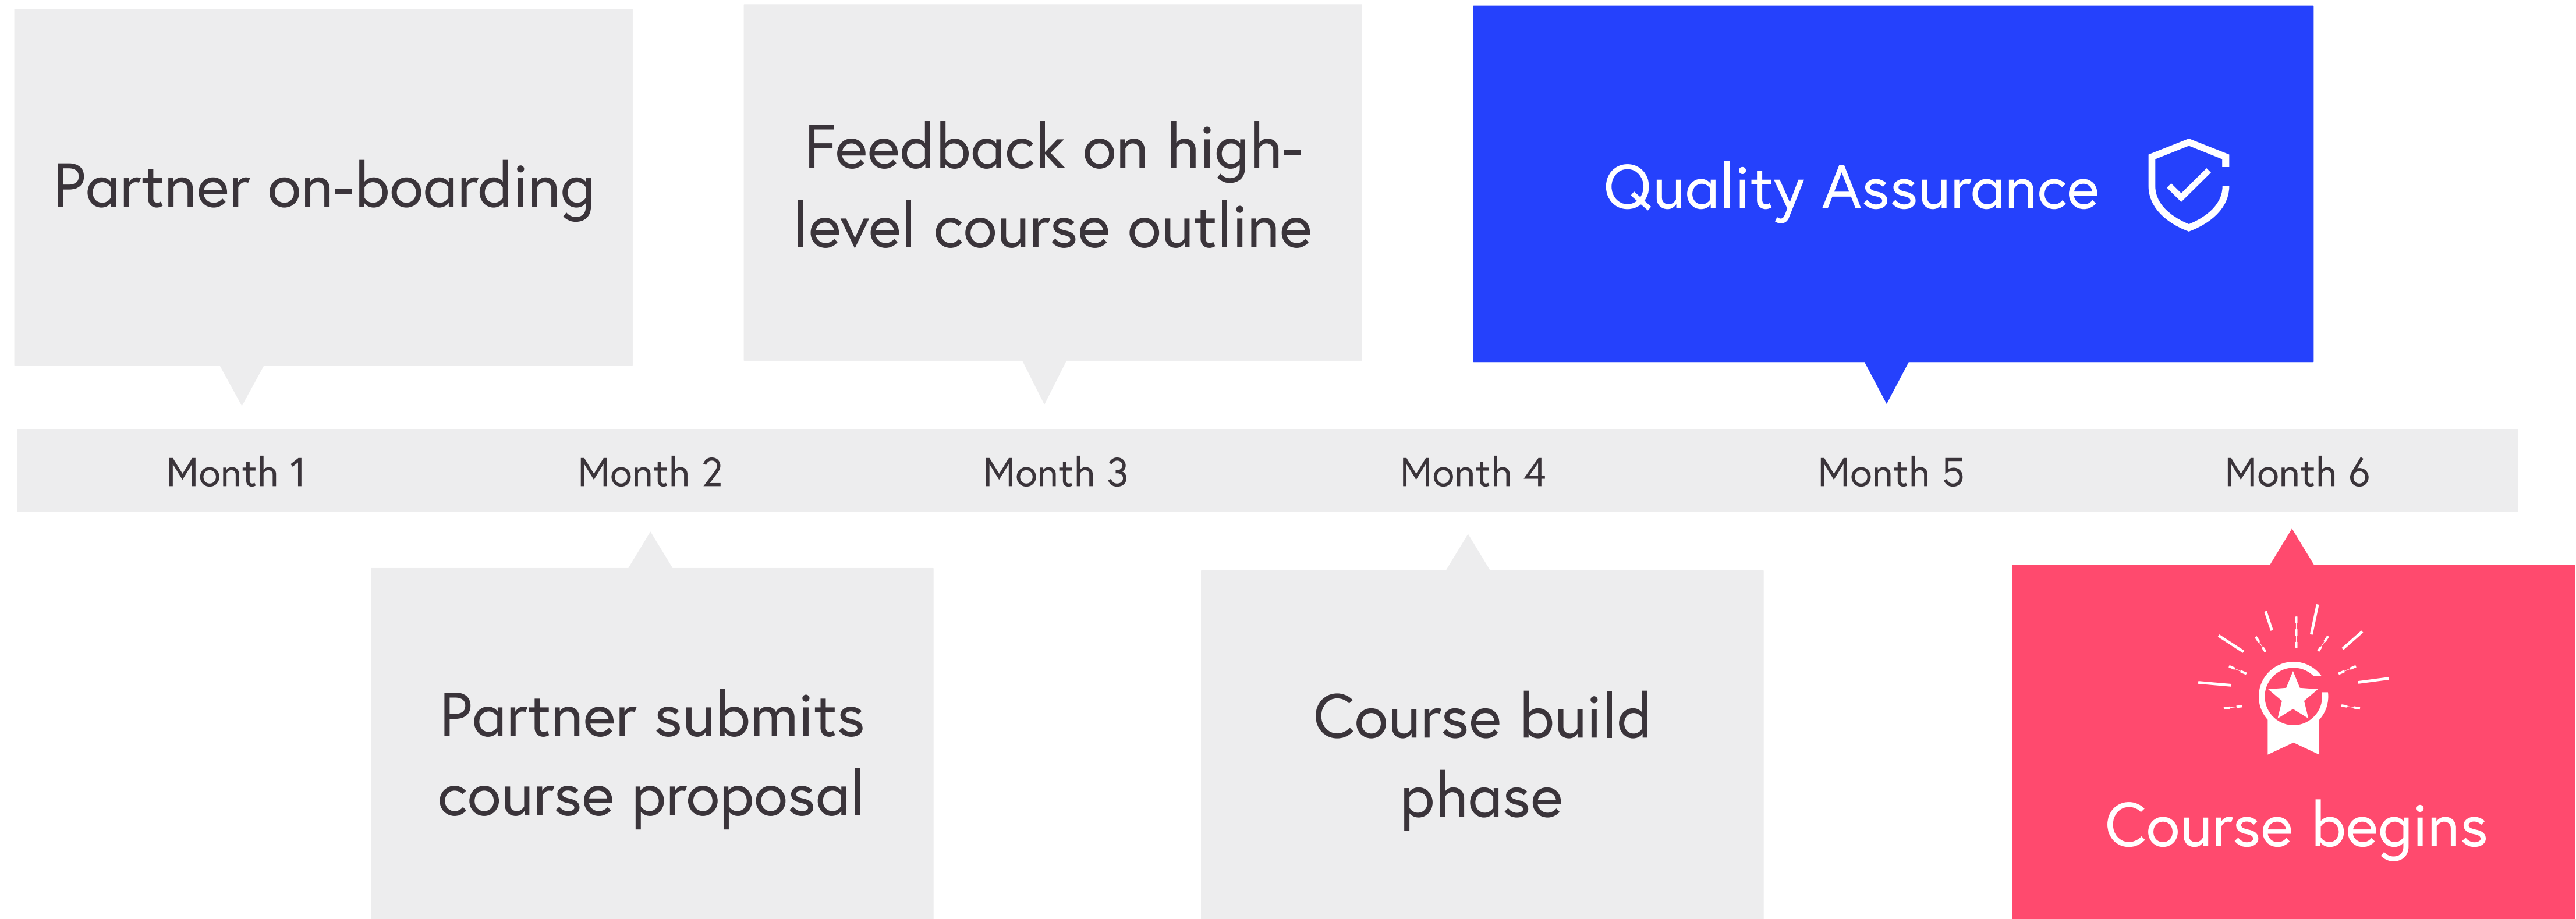 Partner on-boarding
Feedback on high-
level course outline
Quality Assurance
Month 1
Month 2
Month 3
Month 4
Month 5
Month 6
Partner submits
course proposal
Course build
phase
Course begins